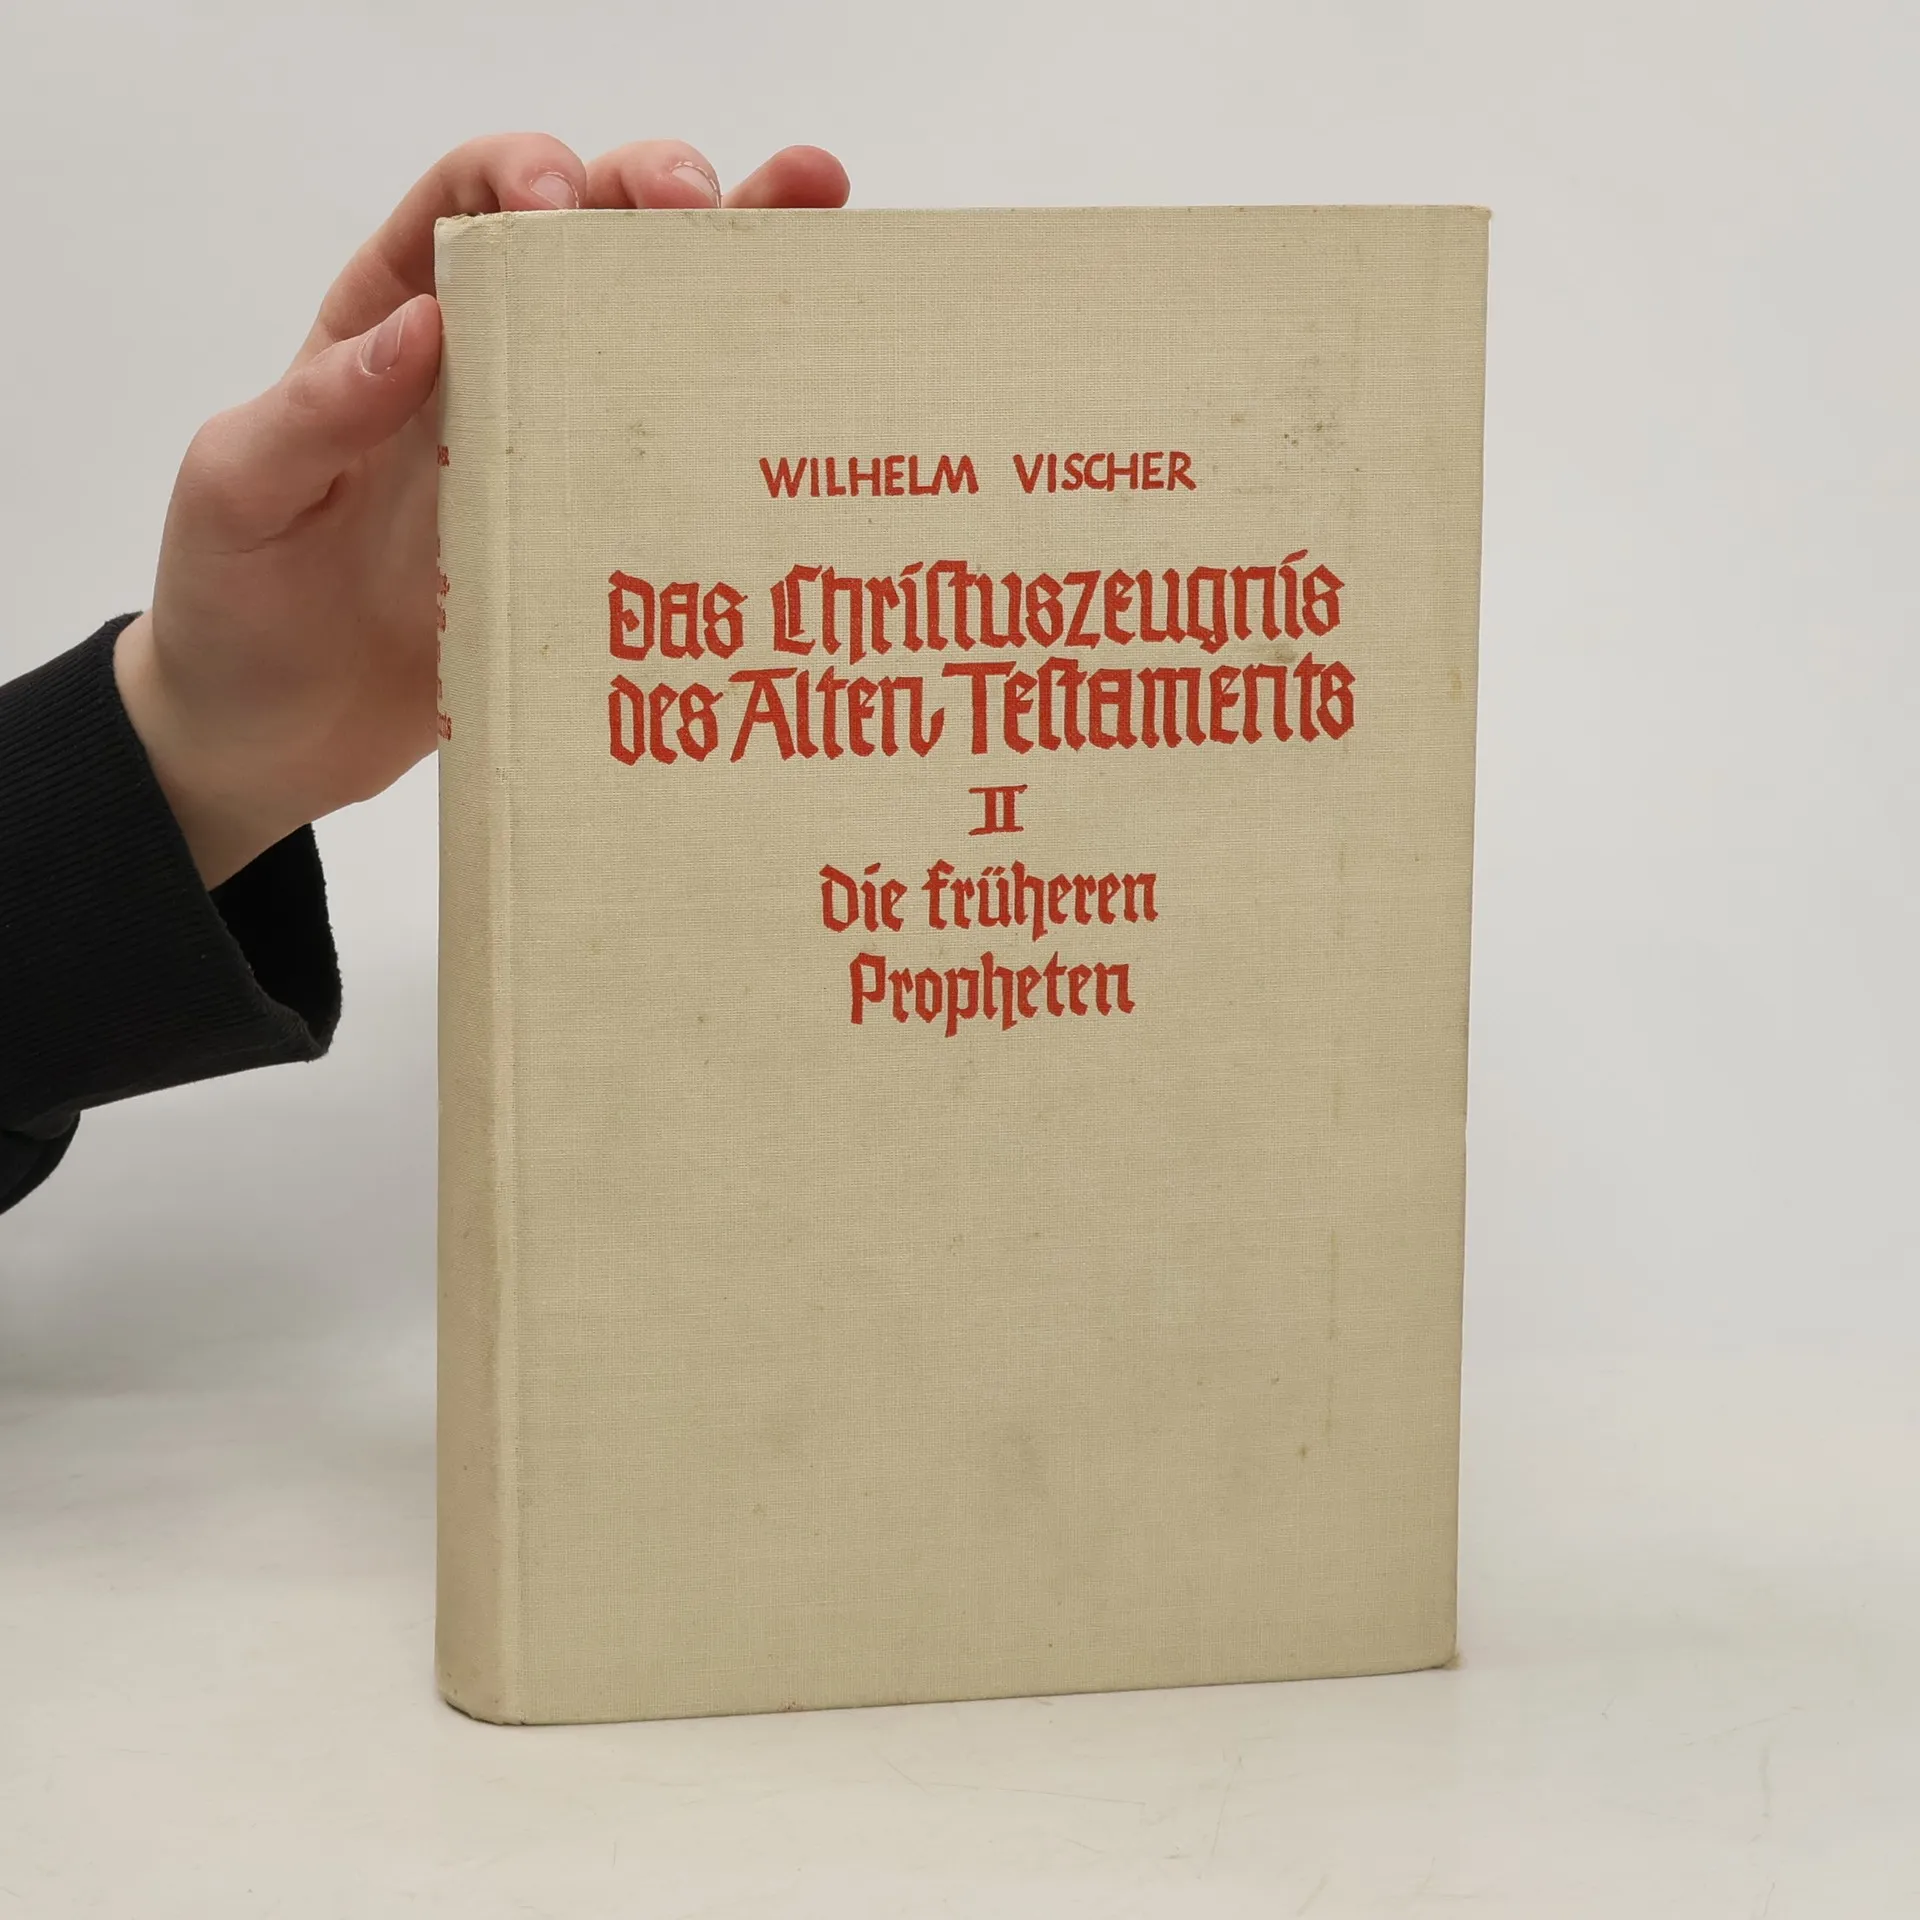 WILHELM VISCHER
Das Christuszeugnis
des Alten Testaments
II
Die früheren
Propheten